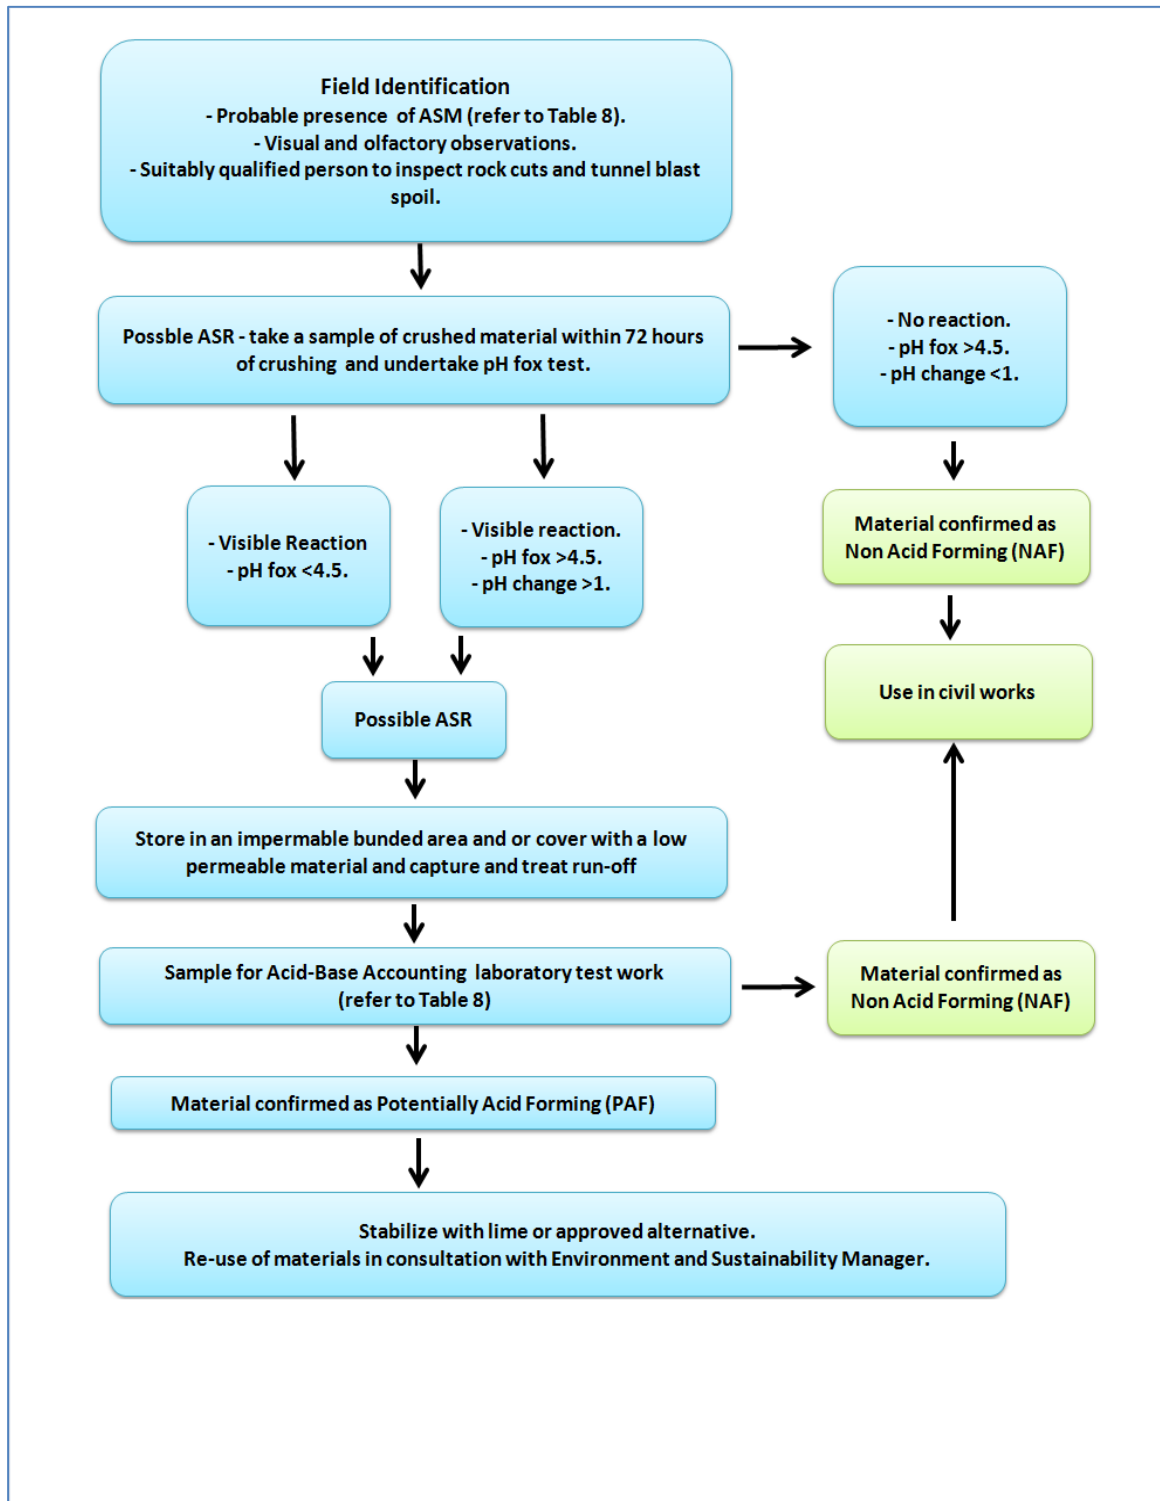 Field Identification
- Probable presence of ASM (refer to Table 8).
- Visual and olfactory observations.
- Suitably qualified person to inspect rock cuts and tunnel blast
spoil.
Possble ASR - take a sample of crushed material within 72 hours
of crushing and undertake pH fox test.
- No reaction.
- pH fox >4.5.
- pH change <1.
- Visible Reaction
- pH fox <4.5.
- Visible reaction.
- pH fox >4.5.
- pH change >1.
Material confirmed as
Non Acid Forming (NAF)
Use in civil works
Possible ASR
Store in an impermable bunded area and or cover with a low
permeable material and capture and treat run-off
Sample for Acid-Base Accounting laboratory test work
(refer to Table 8)
Material confirmed as
Non Acid Forming (NAF)
Material confirmed as Potentially Acid Forming (PAF)
Stabilize with lime or approved alternative.
Re-use of materials in consultation with Environment and Sustainability Manager.